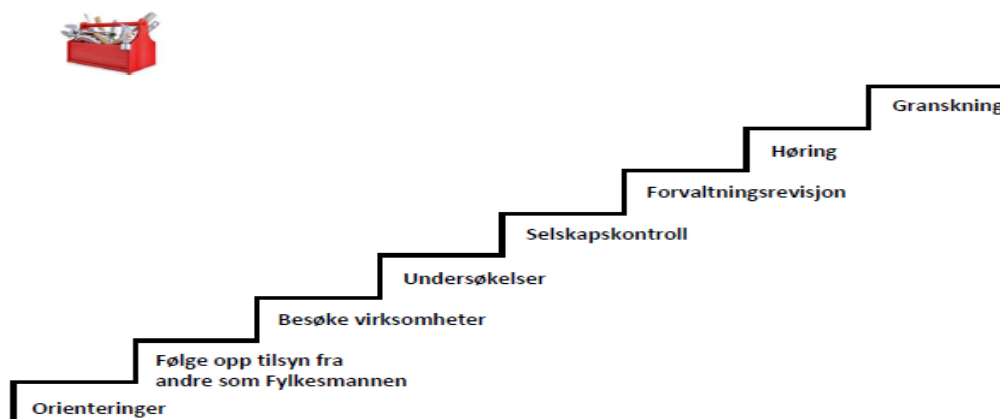 Granskning
Høring
Forvaltningsrevisjon
Selskapskontroll
Undersøkelser
Besøke virksomheter
Følge opp tilsyn fra
andre som Fylkesmannen
Orienteringer